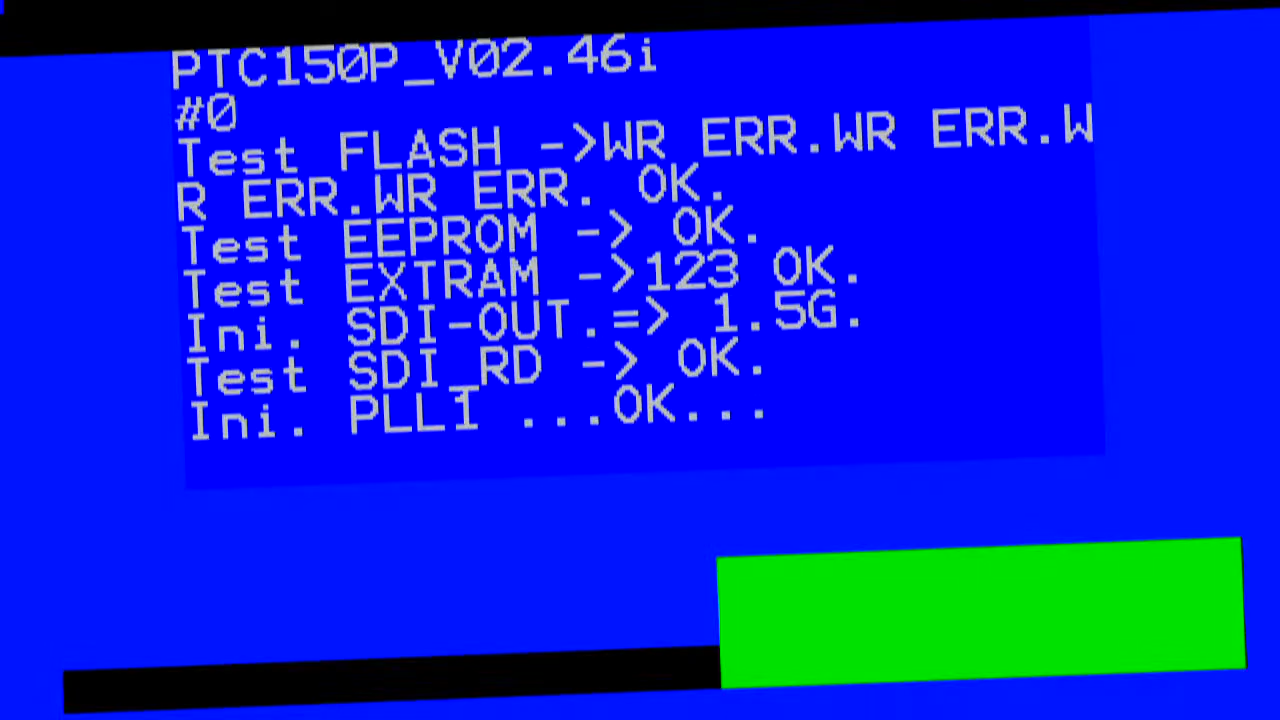 PTC150P_V02.46i
#0
Test FLASH ->WR ERR.WR ERR.W
R ERR.WR ERR. OK.
Test EEPROM -> OK.
Test EXTRAM ->123 OK.
Ini. SDI-OUT.=> 1.5G.
Test SDI_RD -> OK.
Ini. PLL1 ...OK...